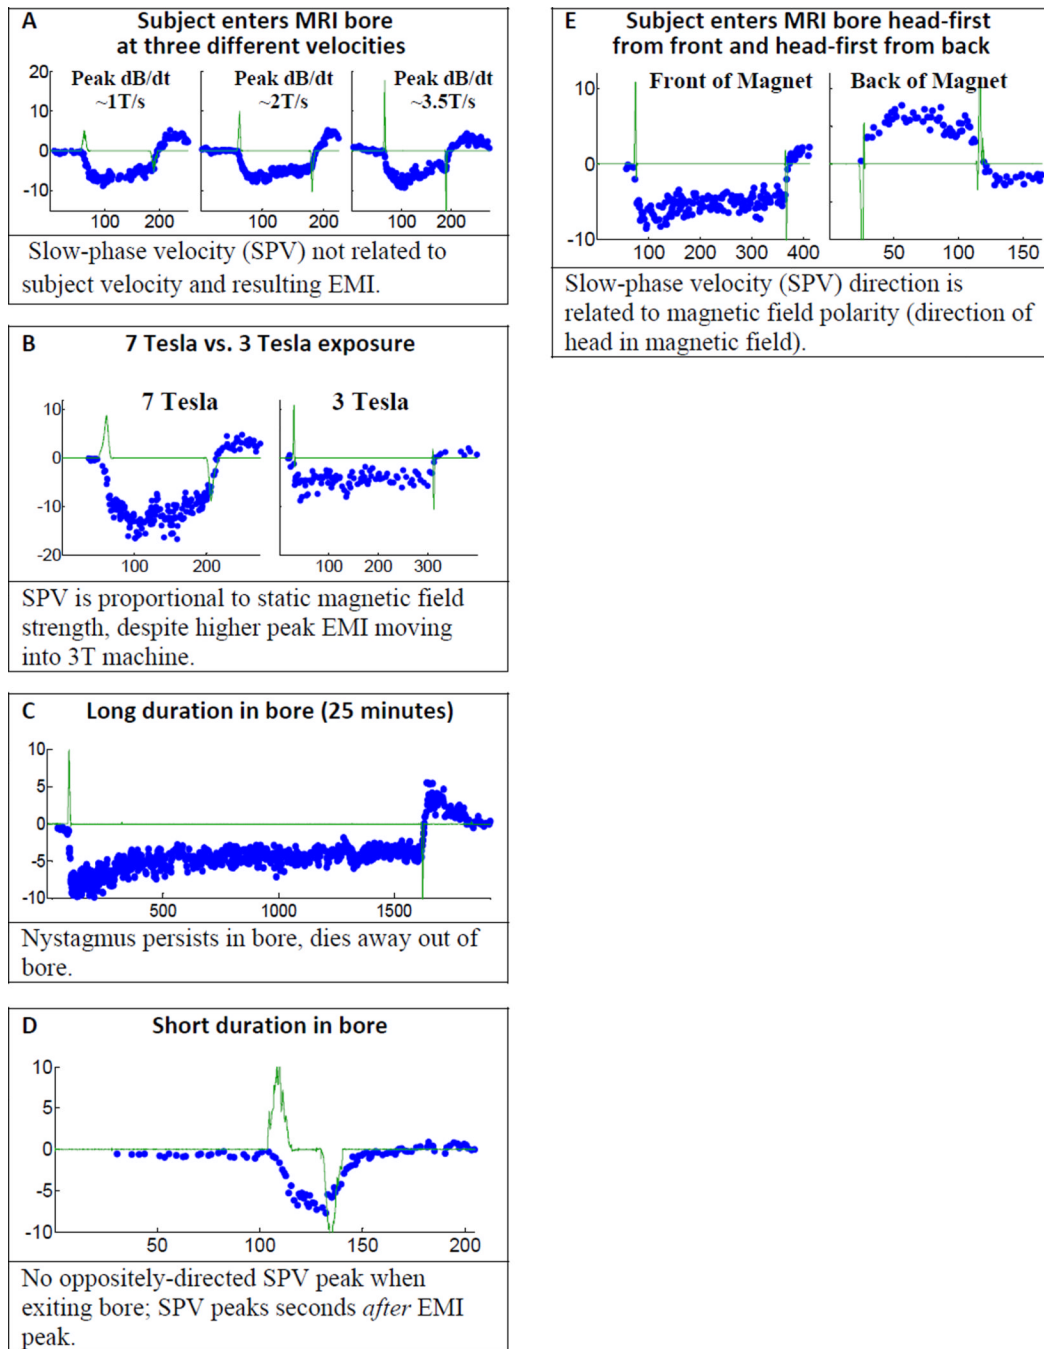 A Subject enters MRI bore
at three different velocities
Peak dB/dt Peak dB/dt Peak dB/dt
~1T/s ~2T/s ~3.5T/s
20
10
0
-10
100 200 100 200 100 200
Slow-phase velocity (SPV) not related to
subject velocity and resulting EMI.
B 7 Tesla vs. 3 Tesla exposure
7 Tesla 3 Tesla
10
0
-10
-20
100 200 100 200 300
SPV is proportional to static magnetic field
strength, despite higher peak EMI moving
into 3T machine.
C Long duration in bore (25 minutes)
10
5
0
-5
-10
500 1000 1500
Nystagmus persists in bore, dies away out of
bore.
D Short duration in bore
10
5
0
-5
-10
50 100 150 200
No oppositely-directed SPV peak when
exiting bore; SPV peaks seconds after EMI
peak.
E Subject enters MRI bore head-first
from front and head-first from back
Front of Magnet Back of Magnet
10
0
-10
100 200 300 400 50 100 150
Slow-phase velocity (SPV) direction is
related to magnetic field polarity (direction of
head in magnetic field).